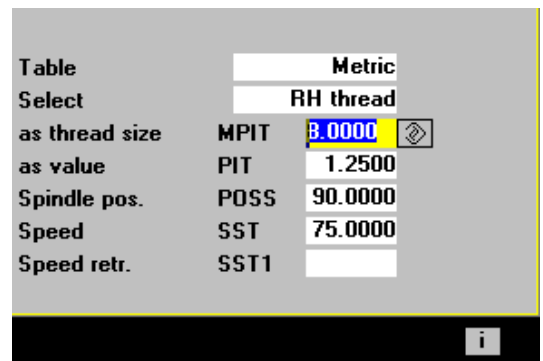 Table Metric
Select RH thread
as thread size MPIT 8.0000
as value PIT 1.2500
Spindle pos. POSS 90.0000
Speed SST 75.0000
Speed retr. SST1
i